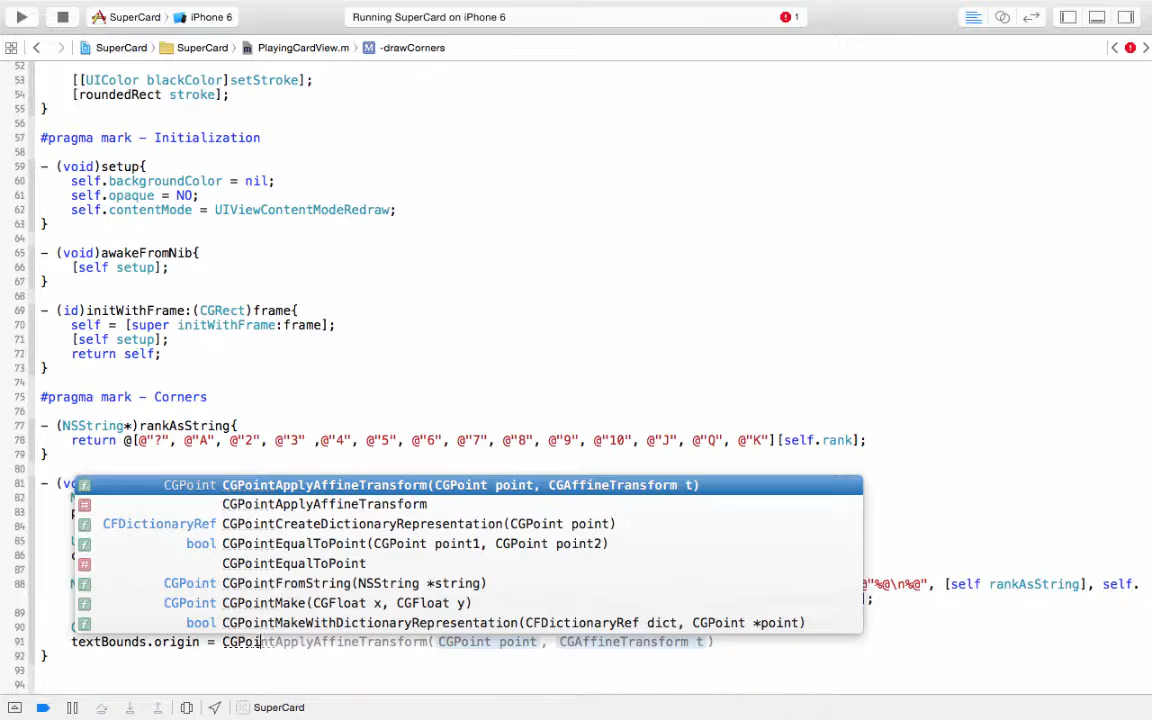 SuperCard iPhone 6 Running SuperCard on iPhone 6 1
SuperCard SuperCard PlayingCardView.m M -drawCorners
52
53 [[UIColor blackColor]setStroke];
54 [roundedRect stroke];
55 }
56
57 #pragma mark - Initialization
58
59 - (void)setup{
60 self.backgroundColor = nil;
61 self.opaque = NO;
62 self.contentMode = UIViewContentModeRedraw;
63 }
64
65 - (void)awakeFromNib{
66 [self setup];
67 }
68
69 - (id)initWithFrame:(CGRect)frame{
70 self = [super initWithFrame:frame];
71 [self setup];
72 return self;
73 }
74
75 #pragma mark - Corners
76
77 - (NSString*)rankAsString{
78 return @[@"?", @"A", @"2", @"3" ,@"4", @"5", @"6", @"7", @"8", @"9", @"10", @"J", @"Q", @"K"][self.rank];
79 }
80
81 - (v
f CGPoint CGPointApplyAffineTransform(CGPoint point, CGAffineTransform t)
82
# CGPointApplyAffineTransform
83
f CFDictionaryRef CGPointCreateDictionaryRepresentation(CGPoint point)
84
85
f bool CGPointEqualToPoint(CGPoint point1, CGPoint point2)
86
# CGPointEqualToPoint
87
88 f CGPoint CGPointFromString(NSString *string) @"%@\n%@", [self rankAsString], self.
f CGPoint CGPointMake(CGFloat x, CGFloat y) ];
89
90 f bool CGPointMakeWithDictionaryRepresentation(CFDictionaryRef dict, CGPoint *point)
91 textBounds.origin = CGPointApplyAffineTransform(CGPoint point, CGAffineTransform t)
92 }
93
94
SuperCard